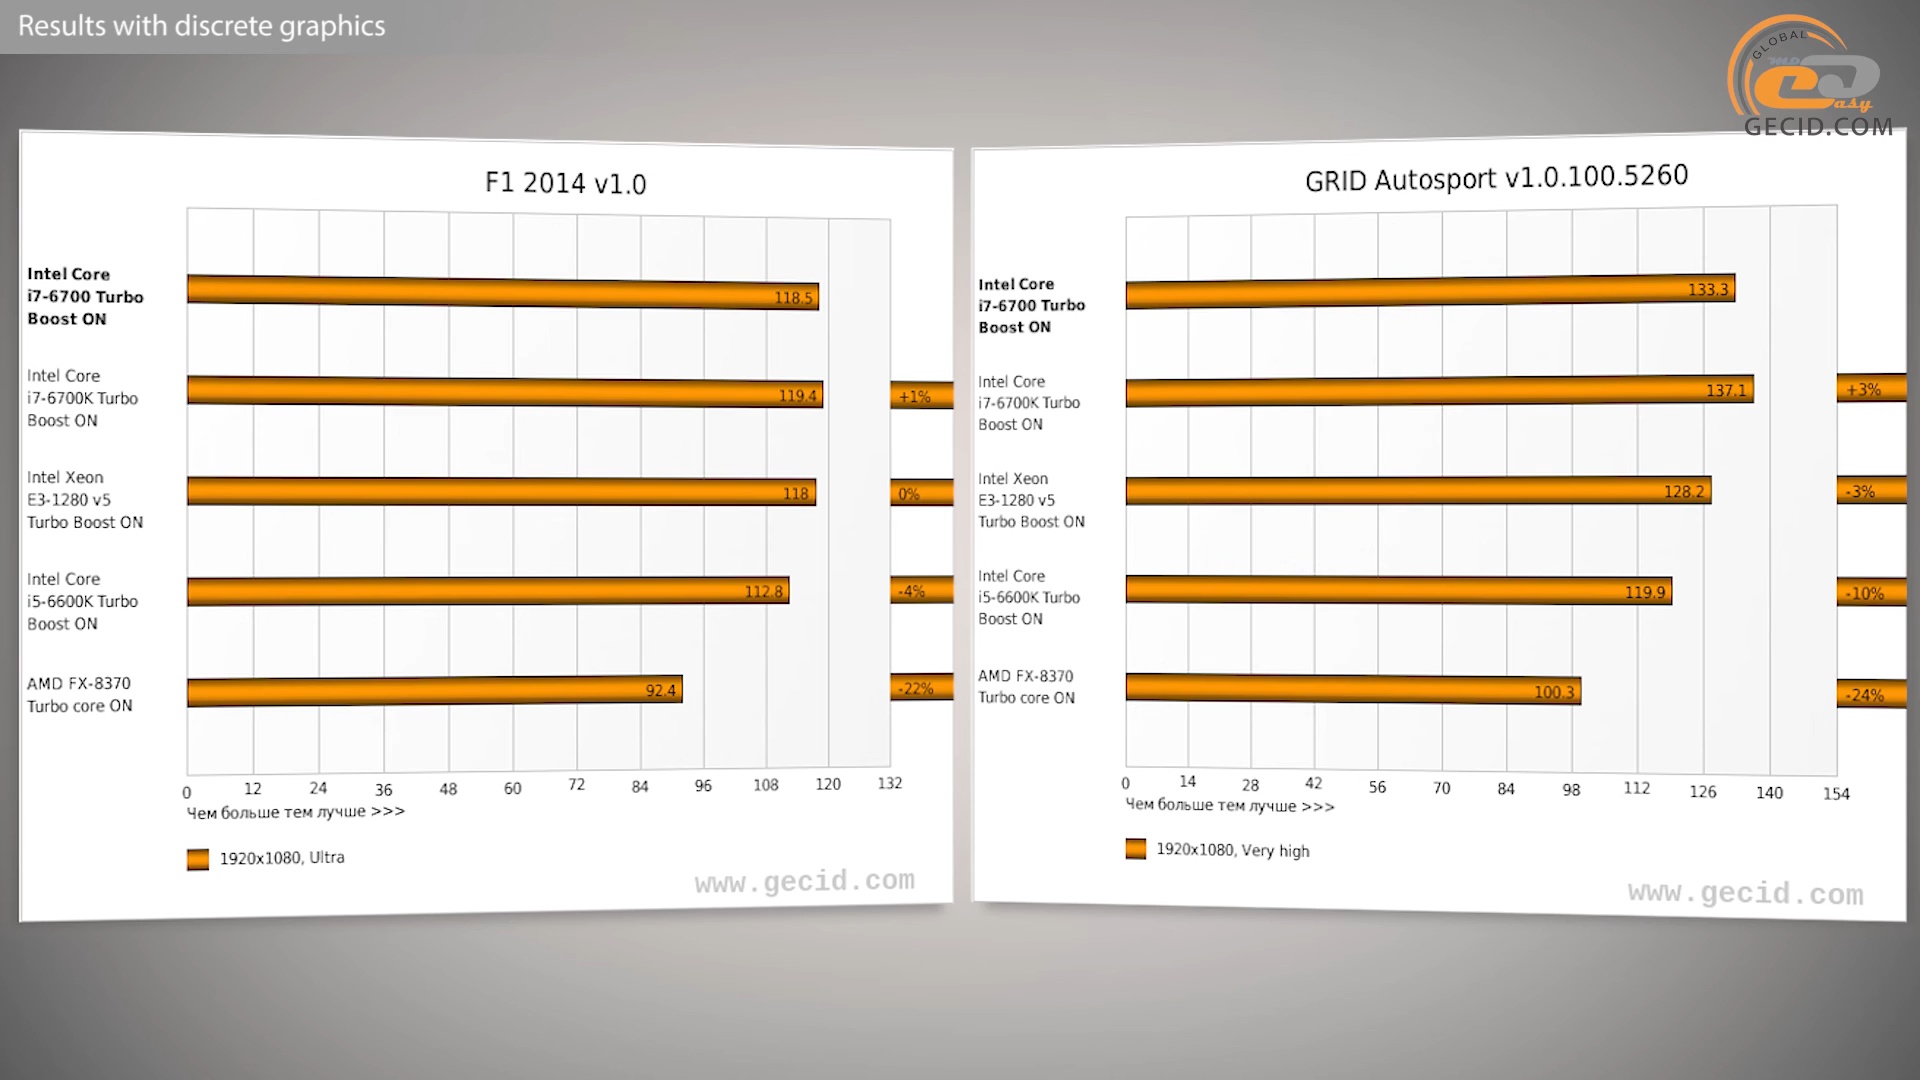 Results with discrete graphics
GLOBAL
easy
GECID.COM
F1 2014 v1.0
Intel Core
i7-6700 Turbo
Boost ON
118.5
Intel Core
i7-6700K Turbo
Boost ON
119.4
+1%
Intel Xeon
E3-1280 v5
Turbo Boost ON
118
0%
Intel Core
i5-6600K Turbo
Boost ON
112.8
-4%
AMD FX-8370
Turbo core ON
92.4
-22%
0 12 24 36 48 60 72 84 96 108 120 132
Чем больше тем лучше >>>
1920x1080, Ultra
www.gecid.com
GRID Autosport v1.0.100.5260
Intel Core
i7-6700 Turbo
Boost ON
133.3
Intel Core
i7-6700K Turbo
Boost ON
137.1
+3%
Intel Xeon
E3-1280 v5
Turbo Boost ON
128.2
-3%
Intel Core
i5-6600K Turbo
Boost ON
119.9
-10%
AMD FX-8370
Turbo core ON
100.3
-24%
0 14 28 42 56 70 84 98 112 126 140 154
Чем больше тем лучше >>>
1920x1080, Very high
www.gecid.com